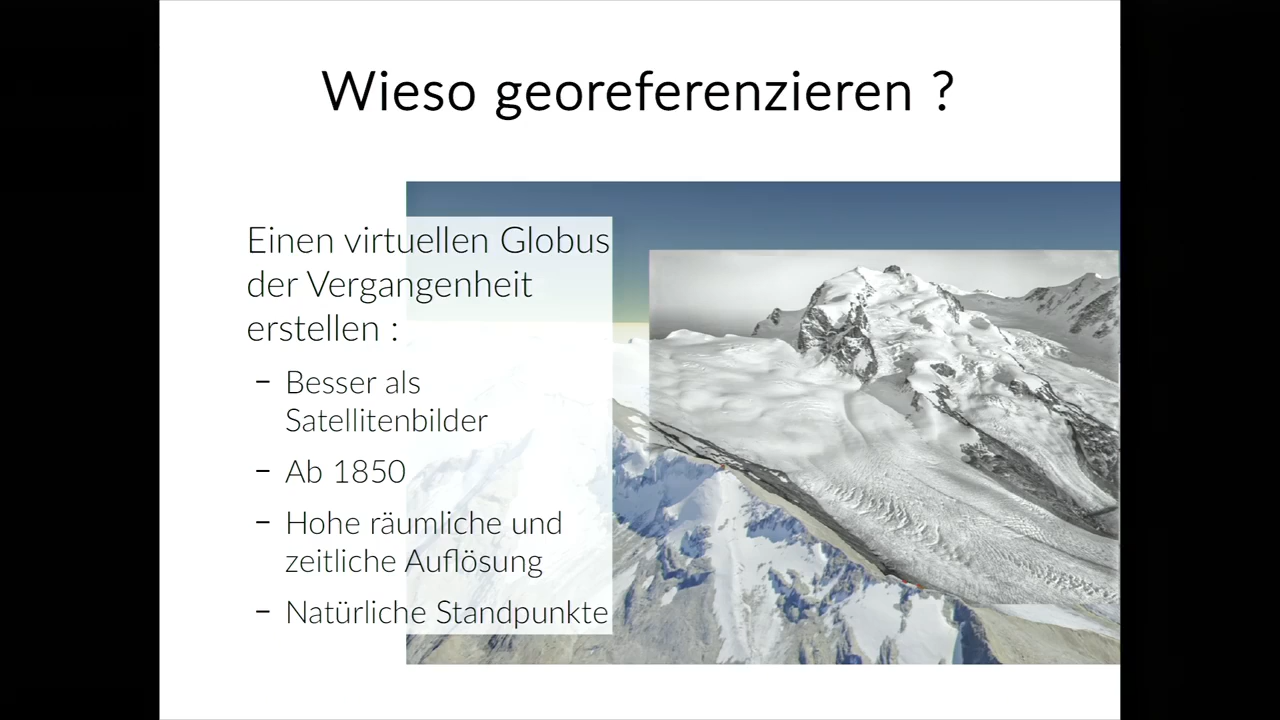 Wieso georeferenzieren ?
Einen virtuellen Globus
der Vergangenheit
erstellen :
– Besser als
Satellitenbilder
– Ab 1850
– Hohe räumliche und
zeitliche Auflösung
– Natürliche Standpunkte